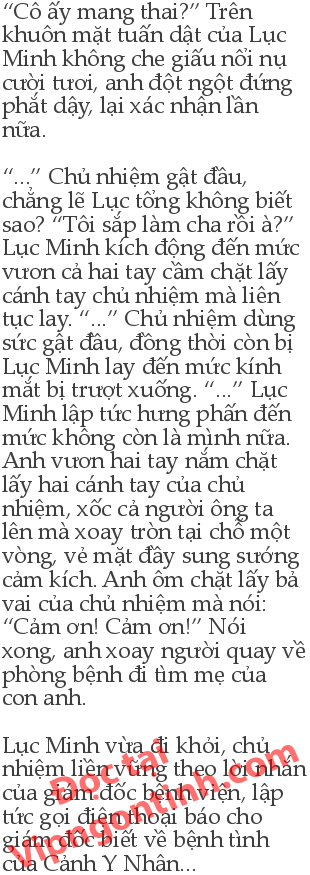 “Cô ấy mang thai?” Trên
khuôn mặt tuấn dật của Lục
Minh không che giấu nổi nụ
cười tươi, anh đột ngột đứng
phắt dậy, lại xác nhận lần
nữa.

“...” Chủ nhiệm gật đầu,
chẳng lẽ Lục tổng không biết
sao? “Tôi sắp làm cha rồi à?”
Lục Minh kích động đến mức
vươn cả hai tay cầm chặt lấy
cánh tay chủ nhiệm mà liên
tục lay. “...” Chủ nhiệm dùng
sức gật đầu, đồng thời còn bị
Lục Minh lay đến mức kính
mắt bị trượt xuống. “...” Lục
Minh lập tức hưng phấn đến
mức không còn là mình nữa.
Anh vươn hai tay nắm chặt
lấy hai cánh tay của chủ
nhiệm, xốc cả người ông ta
lên mà xoay tròn tại chỗ một
vòng, vẻ mặt đầy sung sướng
cảm kích. Anh ôm chặt lấy bả
vai của chủ nhiệm mà nói:
“Cảm ơn! Cảm ơn!” Nói
xong, anh xoay người quay về
phòng bệnh đi tìm mẹ của
con anh.

Lục Minh vừa đi khỏi, chủ
nhiệm liền vâng theo lời nhắn
của giám đốc bệnh viện, lập
tức gọi điện thoại báo cho
giám đốc biết về bệnh tình
của Cảnh Y Nhân...
Đọc tại
Vipngontinh.com